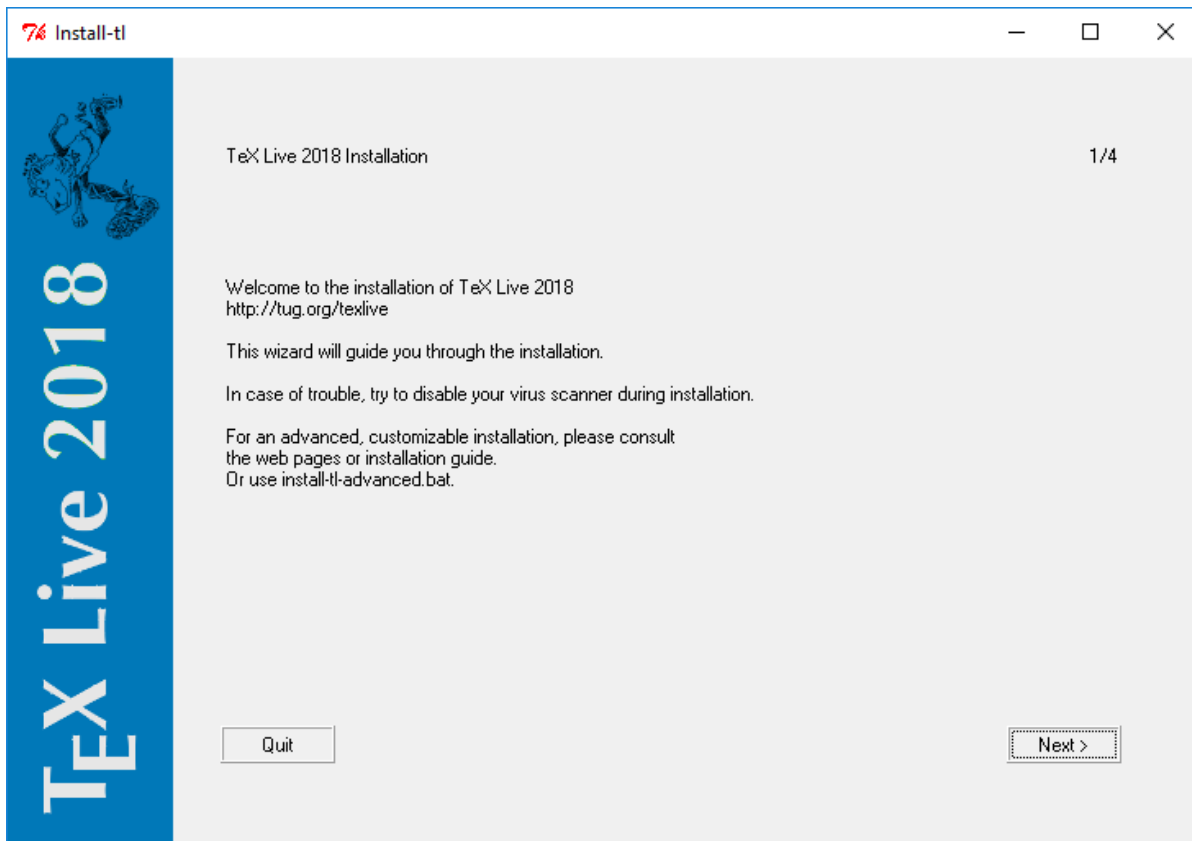 Install-tl
TeX Live 2018
TeX Live 2018 Installation
1/4
Welcome to the installation of TeX Live 2018
http://tug.org/texlive
This wizard will guide you through the installation.
In case of trouble, try to disable your virus scanner during installation.
For an advanced, customizable installation, please consult
the web pages or installation guide.
Or use install-tl-advanced.bat.
Quit
Next >